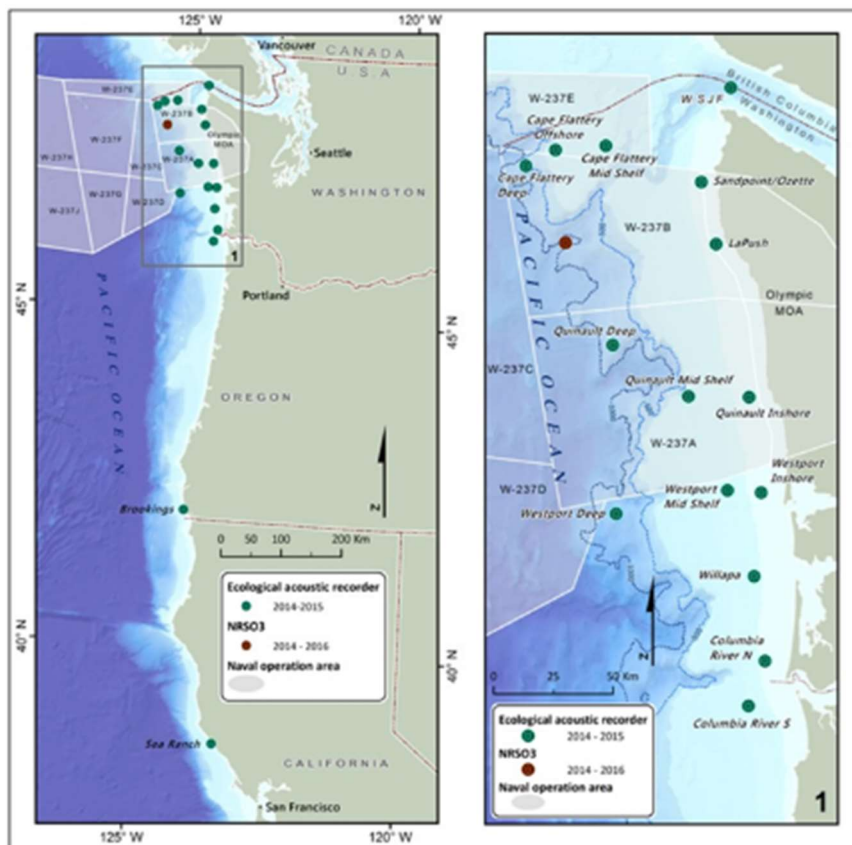 125° W
120° W
Vancouver
CANADA
U.S.A
W-237E
W-237B
W-237F
Olympic
MOA
W-237H
W-237A
W-237C
Seattle
W-237G
W-237D
WASHINGTON
W-237J
1
Portland
45° N
45° N
PACIFIC OCEAN
OREGON
N
Brookings
0 50 100 200 Km
Ecological acoustic recorder
2014-2015
NRSO3
2014 - 2016
Naval operation area
40° N
40° N
Sea Ranch
CALIFORNIA
San Francisco
125° W
120° W
W-237E
W-SJF
British Columbia
Washington
Cape Flattery
Offshore
Cape Flattery
Mid Shelf
Cape Flattery
Deep
Sandpoint/Ozette
W-237B
LaPush
PACIFIC OCEAN
Olympic
MOA
Quinault Deep
W-237C
Quinault Mid Shelf
Quinault Inshore
W-237A
Westport
Inshore
W-237D
Westport
Mid Shelf
Westport Deep
Willapa
N
Columbia
River N
0 25 50 Km
Columbia River S
Ecological acoustic recorder
2014 - 2015
NRSO3
2014 - 2016
Naval operation area
1